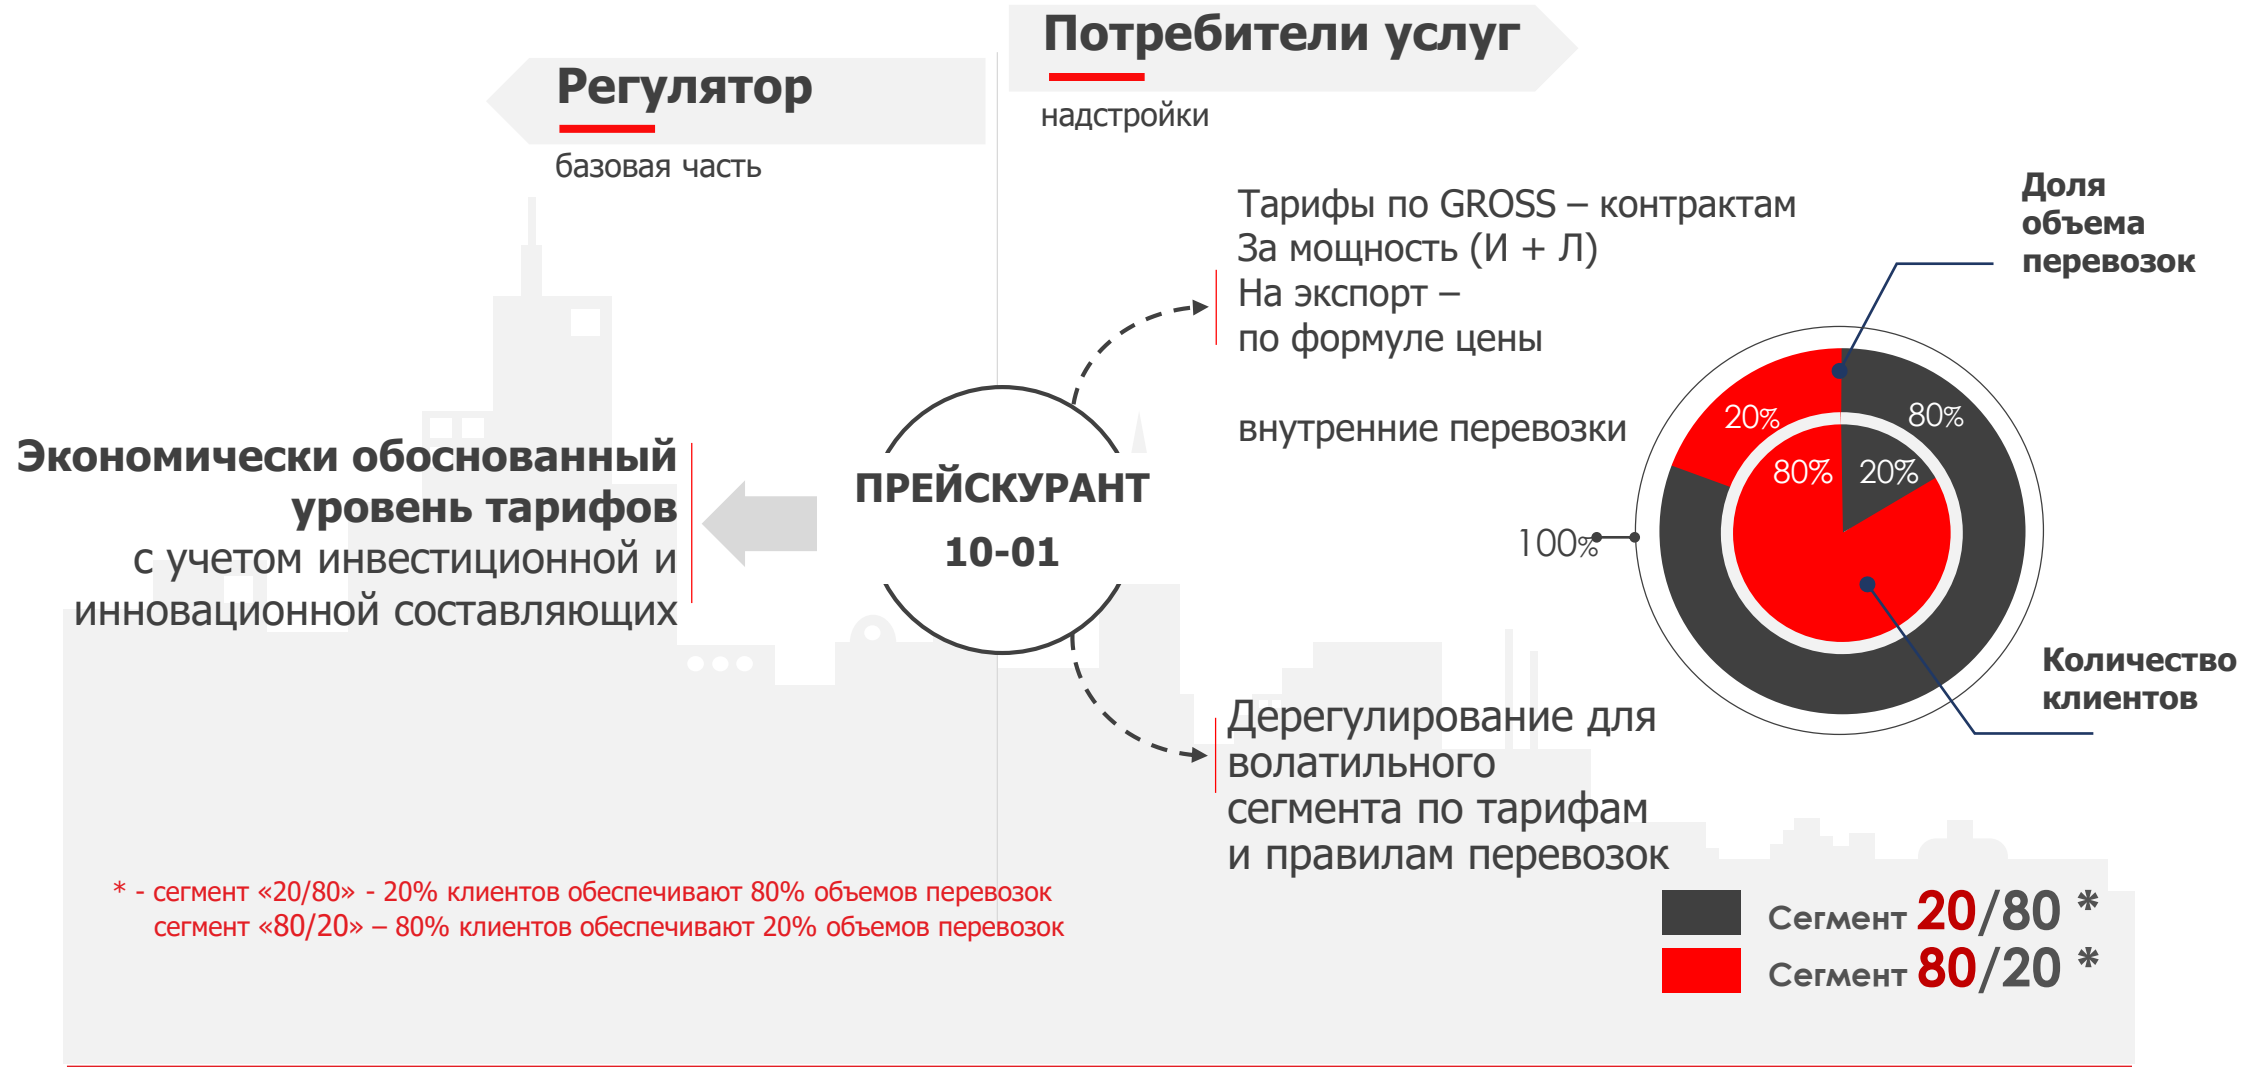 Регулятор
базовая часть
Потребители услуг
надстройки
Экономически обоснованный
уровень тарифов
с учетом инвестиционной и
инновационной составляющих
ПРЕЙСКУРАНТ
10-01
Тарифы по GROSS – контрактам
За мощность (И + Л)
На экспорт –
по формуле цены
внутренние перевозки
Дерегулирование для
волатильного
сегмента по тарифам
и правилам перевозок
Доля
объема
перевозок
20%
80%
80%
20%
100%
Количество
клиентов
Сегмент 20/80 *
Сегмент 80/20 *
* - сегмент «20/80» - 20% клиентов обеспечивают 80% объемов перевозок
сегмент «80/20» – 80% клиентов обеспечивают 20% объемов перевозок